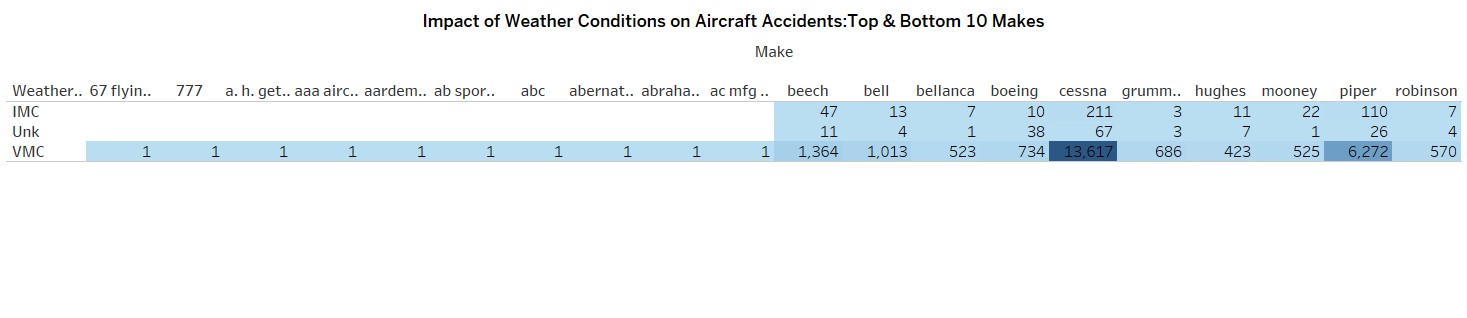 Impact of Weather Conditions on Aircraft Accidents:Top & Bottom 10 Makes
Make
Weather.. 67 flyin.. 777 a. h. get.. aaa airc.. aardem.. ab spor.. abc abernat.. abraha.. ac mfg .. beech bell bellanca boeing cessna grumm.. hughes mooney piper robinson
IMC 47 13 7 10 211 3 11 22 110 7
Unk 11 4 1 38 67 3 7 1 26 4
VMC 1 1 1 1 1 1 1 1 1 1 1,364 1,013 523 734 13,617 686 423 525 6,272 570